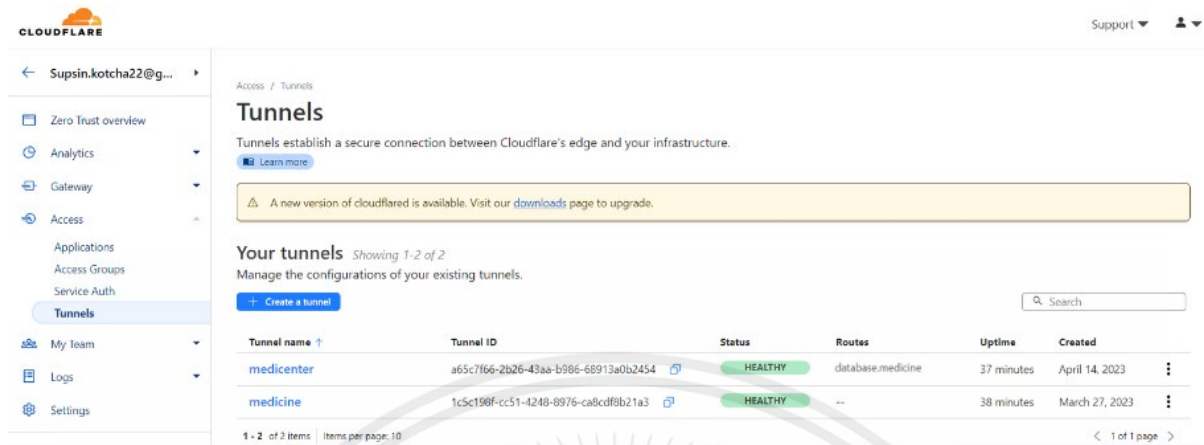 CLOUDFLARE
Support
Supsin.kotcha22@g...
Zero Trust overview
Analytics
Gateway
Access
Applications
Access Groups
Service Auth
Tunnels
My Team
Logs
Settings
Access / Tunnels
Tunnels
Tunnels establish a secure connection between Cloudflare's edge and your infrastructure.
Learn more
A new version of cloudflared is available. Visit our downloads page to upgrade.
Your tunnels Showing 1-2 of 2
Manage the configurations of your existing tunnels.
+ Create a tunnel
Search
Tunnel name ↑ Tunnel ID Status Routes Uptime Created
medicenter a65c7f66-2b26-43aa-b986-68913a0b2454 HEALTHY database.medicine 37 minutes April 14, 2023
medicine 1c5c198f-cc51-4248-8976-ca8cdf8b21a3 HEALTHY -- 38 minutes March 27, 2023
1 - 2 of 2 items Items per page: 10 < 1 of 1 page >